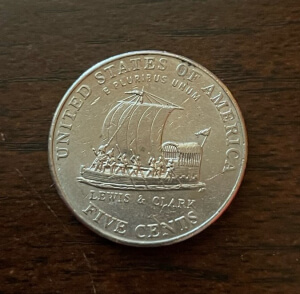 UNITED STATES OF AMERICA
E PLURIBUS UNUM
LEWIS & CLARK
FIVE CENTS